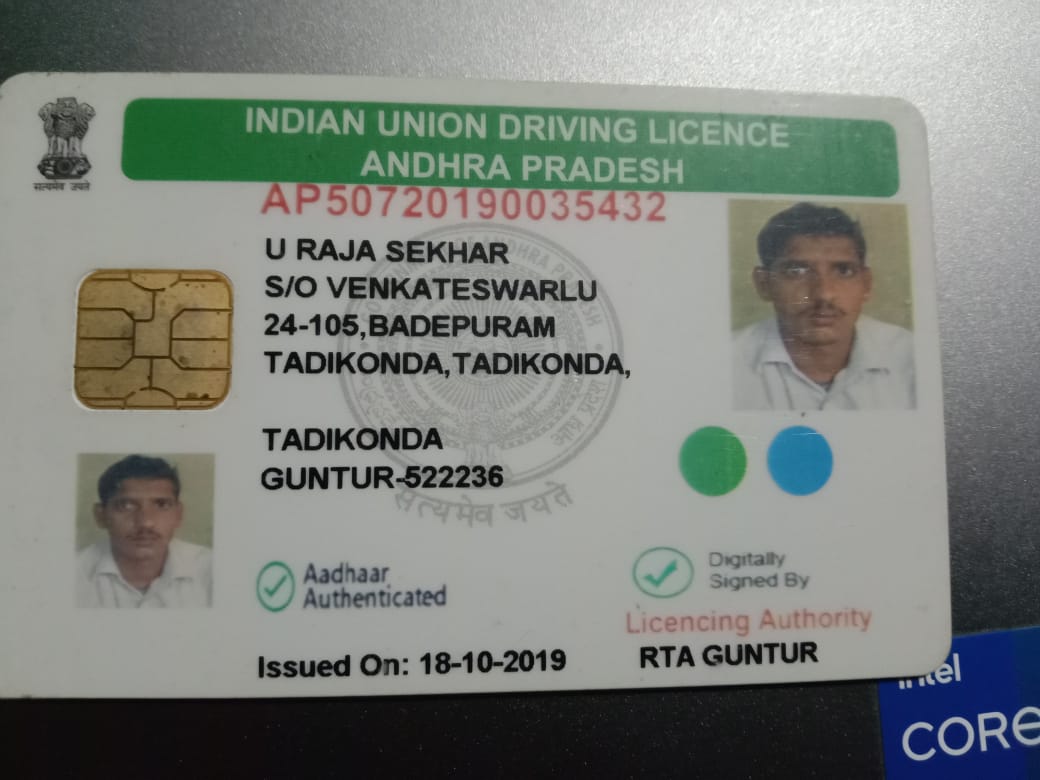 INDIAN UNION DRIVING LICENCE
ANDHRA PRADESH
सत्यमेव जयते
AP50720190035432
U RAJA SEKHAR
S/O VENKATESWARLU
24-105,BADEPURAM
TADIKONDA,TADIKONDA,
TADIKONDA
GUNTUR-522236
ANDHRA PRADESH
सत्यमेव जयते
Aadhaar
Authenticated
Digitally
Signed By
Licencing Authority
Issued On: 18-10-2019
RTA GUNTUR
intel
CORE